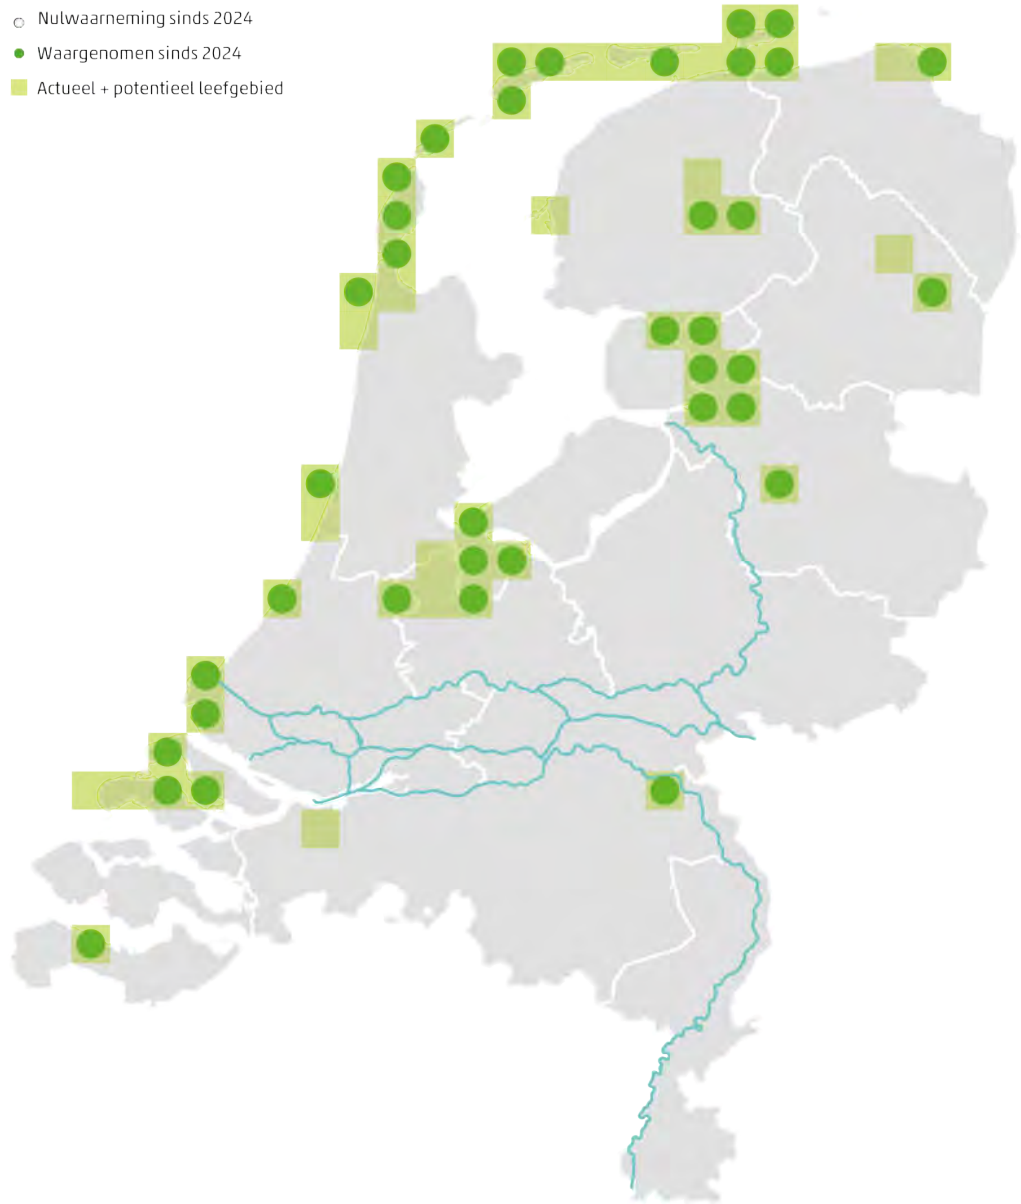 Nulwaarneming sinds 2024
Waargenomen sinds 2024
Actueel + potentieel leefgebied